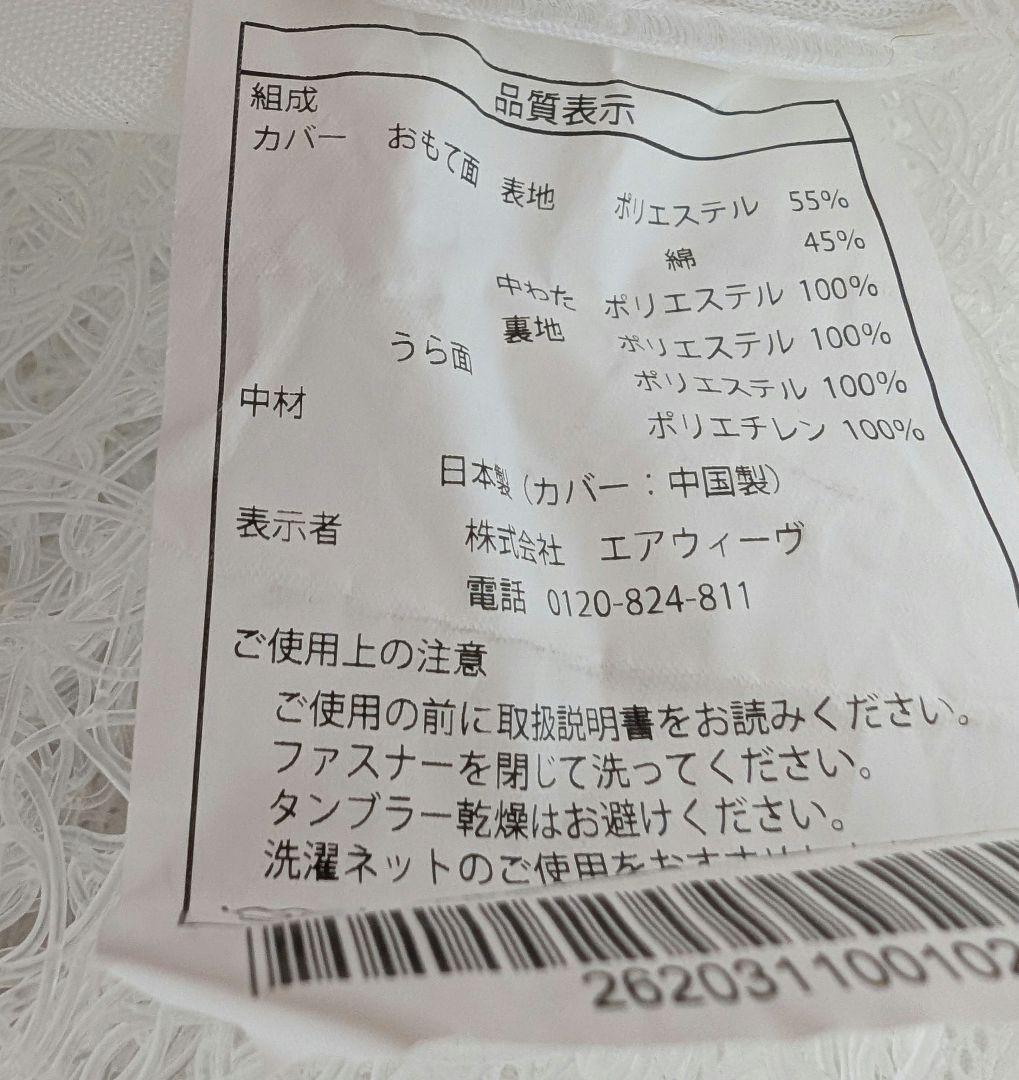 品質表示
組成
カバー おもて面 表地 ポリエステル 55%
綿 45%
中わた ポリエステル 100%
裏地 ポリエステル 100%
うら面 ポリエステル 100%
中材 ポリエチレン 100%
日本製(カバー:中国製)
表示者 株式会社 エアウィーヴ
電話 0120-824-811
ご使用上の注意
ご使用の前に取扱説明書をお読みください。
ファスナーを閉じて洗ってください。
タンブラー乾燥はお避けください。
洗濯ネットのご使用をおすす
262031100102